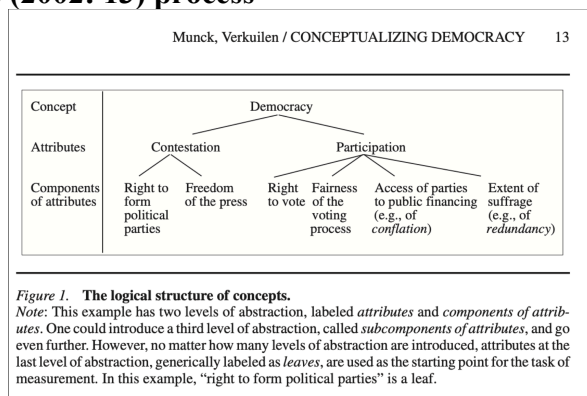 (2002: 13) process
Munck, Verkuilen / CONCEPTUALIZING DEMOCRACY 13
Concept Democracy
Attributes Contestation Participation
Components Right to Freedom Right Fairness Access of parties Extent of
of attributes form of the press to vote of the to public financing suffrage
political voting (e.g., of (e.g., of
parties process conflation) redundancy)
Figure 1. The logical structure of concepts.
Note: This example has two levels of abstraction, labeled attributes and components of attrib-
utes. One could introduce a third level of abstraction, called subcomponents of attributes, and go
even further. However, no matter how many levels of abstraction are introduced, attributes at the
last level of abstraction, generically labeled as leaves, are used as the starting point for the task of
measurement. In this example, “right to form political parties” is a leaf.